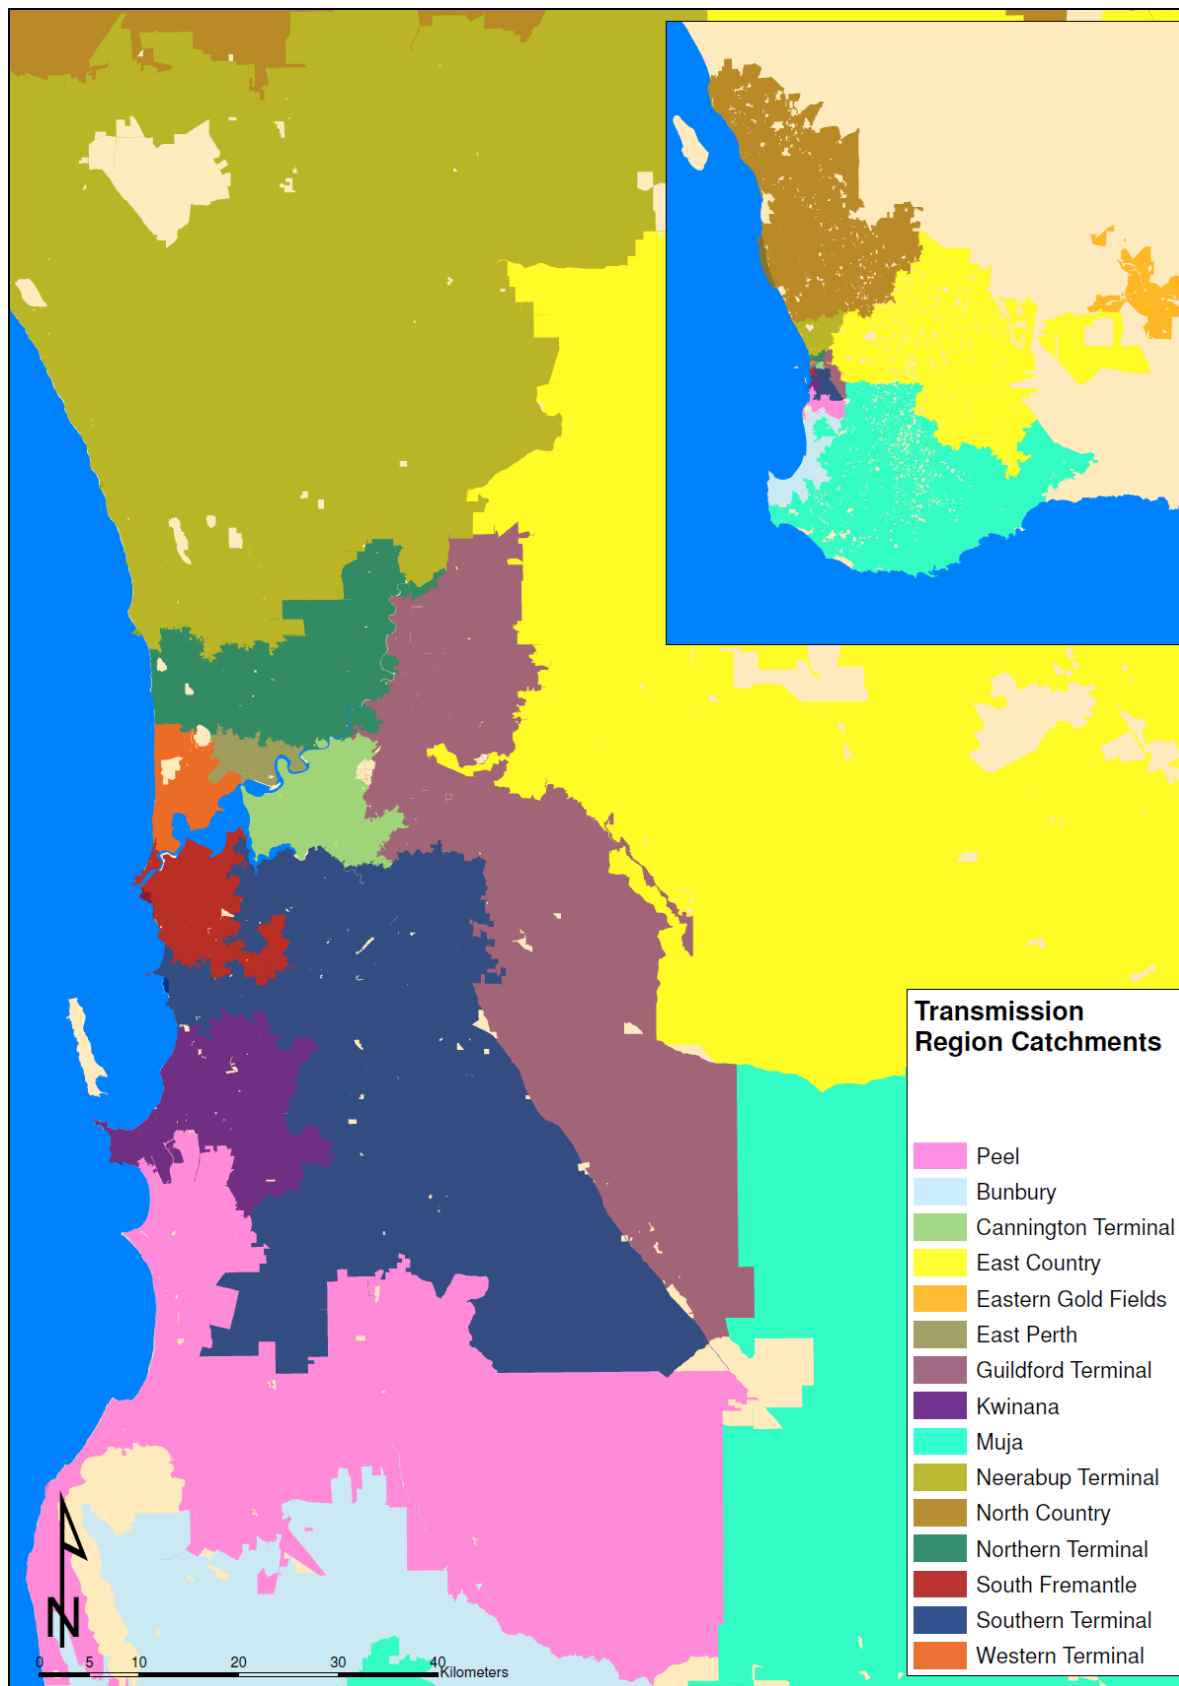 Transmission
Region Catchments
Peel
Bunbury
Cannington Terminal
East Country
Eastern Gold Fields
East Perth
Guildford Terminal
Kwinana
Muja
Neerabup Terminal
North Country
Northern Terminal
South Fremantle
Southern Terminal
Western Terminal
N
0 5 10 20 30 40
Kilometers